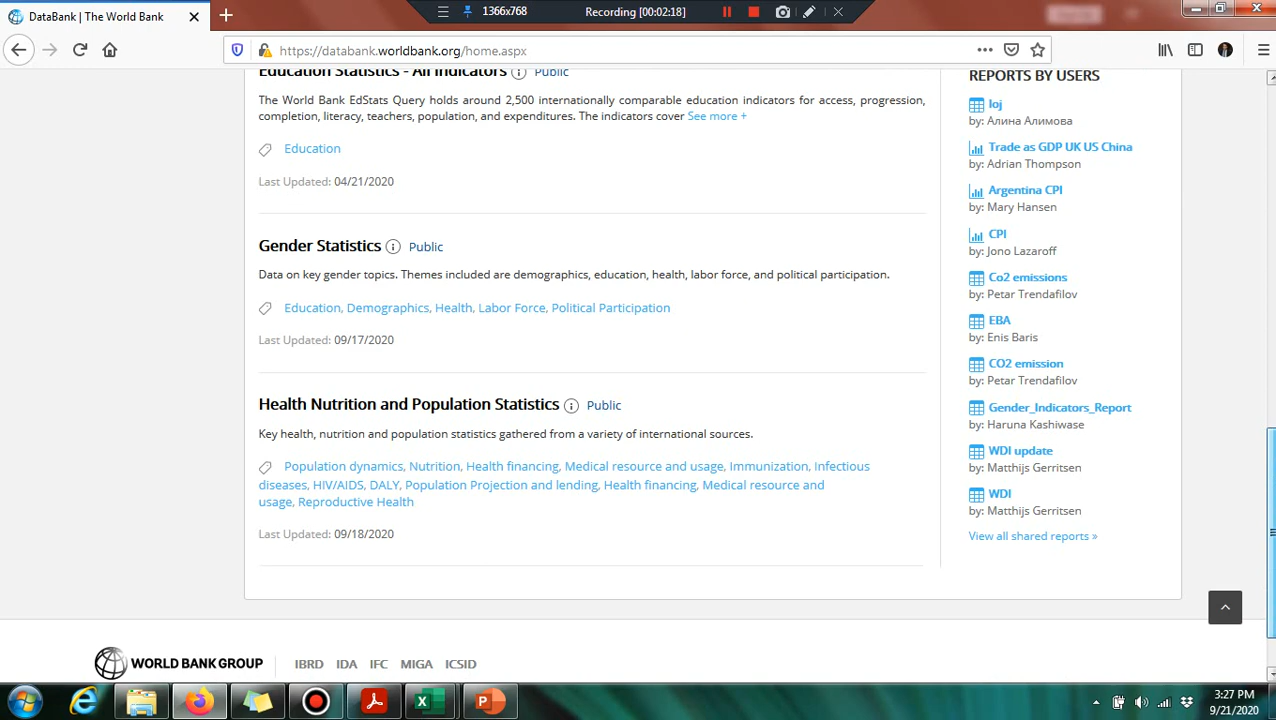 DataBank | The World Bank
1366x768
Recording [00:02:18]
https://databank.worldbank.org/home.aspx
Education Statistics - All Indicators Public
The World Bank EdStats Query holds around 2,500 internationally comparable education indicators for access, progression,
completion, literacy, teachers, population, and expenditures. The indicators cover See more +
Education
Last Updated: 04/21/2020
Gender Statistics Public
Data on key gender topics. Themes included are demographics, education, health, labor force, and political participation.
Education, Demographics, Health, Labor Force, Political Participation
Last Updated: 09/17/2020
Health Nutrition and Population Statistics Public
Key health, nutrition and population statistics gathered from a variety of international sources.
Population dynamics, Nutrition, Health financing, Medical resource and usage, Immunization, Infectious
diseases, HIV/AIDS, DALY, Population Projection and lending, Health financing, Medical resource and
usage, Reproductive Health
Last Updated: 09/18/2020
REPORTS BY USERS
loj
by: Алина Алимова
Trade as GDP UK US China
by: Adrian Thompson
Argentina CPI
by: Mary Hansen
CPI
by: Jono Lazaroff
Co2 emissions
by: Petar Trendafilov
EBA
by: Enis Baris
CO2 emission
by: Petar Trendafilov
Gender_Indicators_Report
by: Haruna Kashiwase
WDI update
by: Matthijs Gerritsen
WDI
by: Matthijs Gerritsen
View all shared reports »
WORLD BANK GROUP IBRD IDA IFC MIGA ICSID
3:27 PM
9/21/2020